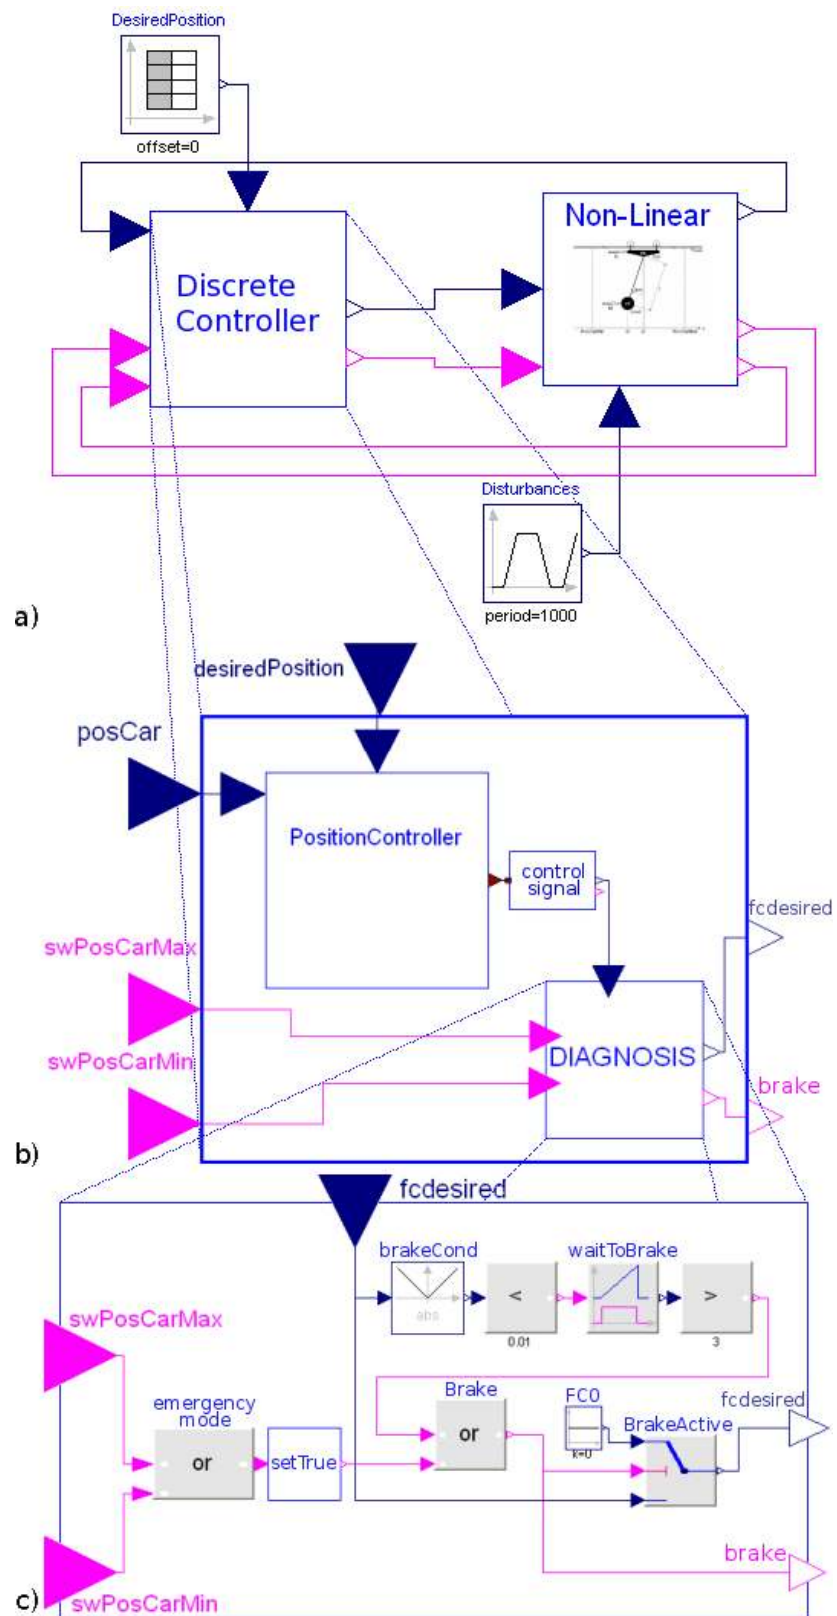 DesiredPosition
offset=0
Non-Linear
Discrete
Controller
Disturbances
period=1000
a)
desiredPosition
posCar
PositionController
control
signal
fcdesired
swPosCarMax
swPosCarMin
DIAGNOSIS
brake
b)
fcdesired
brakeCond
waitToBrake
abs
<
>
0.01
3
swPosCarMax
emergency
mode
or
setTrue
Brake
or
FC0
k=0
BrakeActive
fcdesired
brake
swPosCarMin
c)